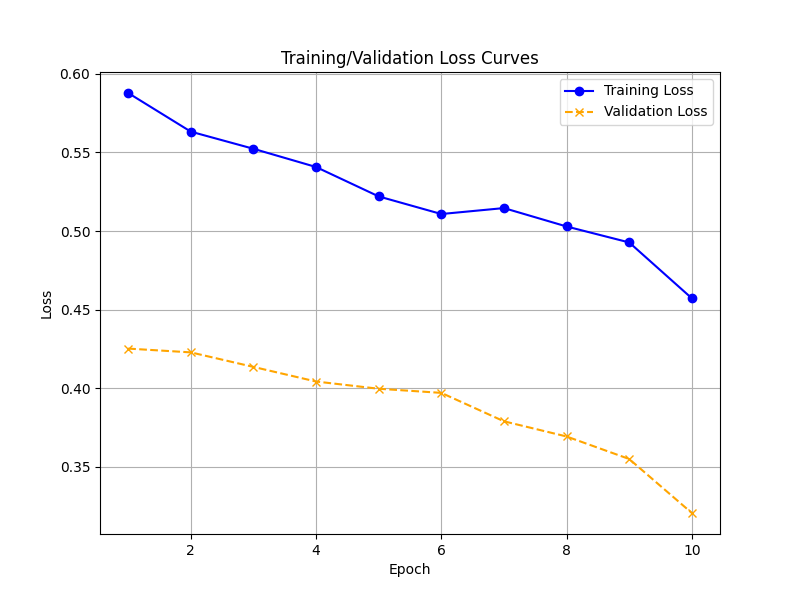 Training/Validation Loss Curves
Training Loss
Validation Loss
0.60
0.55
0.50
0.45
0.40
0.35
Loss
2 4 6 8 10
Epoch